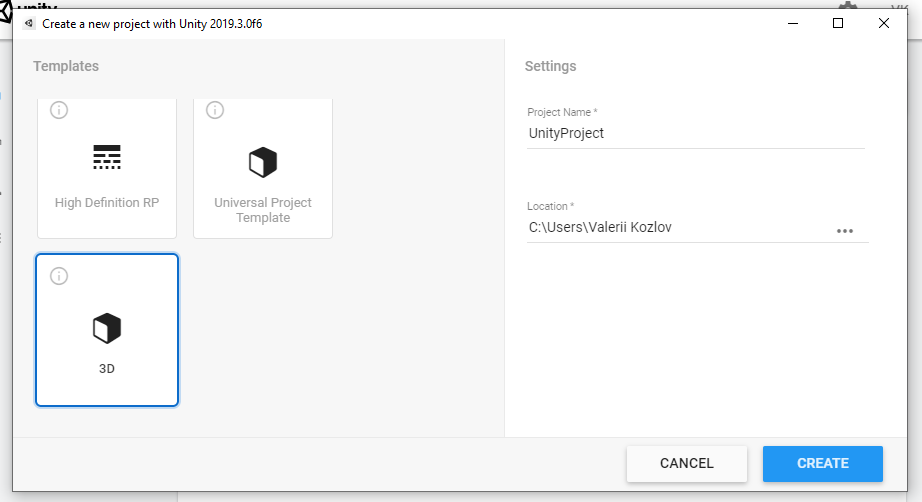 Create a new project with Unity 2019.3.0f6
Templates
High Definition RP
Universal Project
Template
3D
Settings
Project Name *
UnityProject
Location *
C:\Users\Valerii Kozlov
CANCEL
CREATE